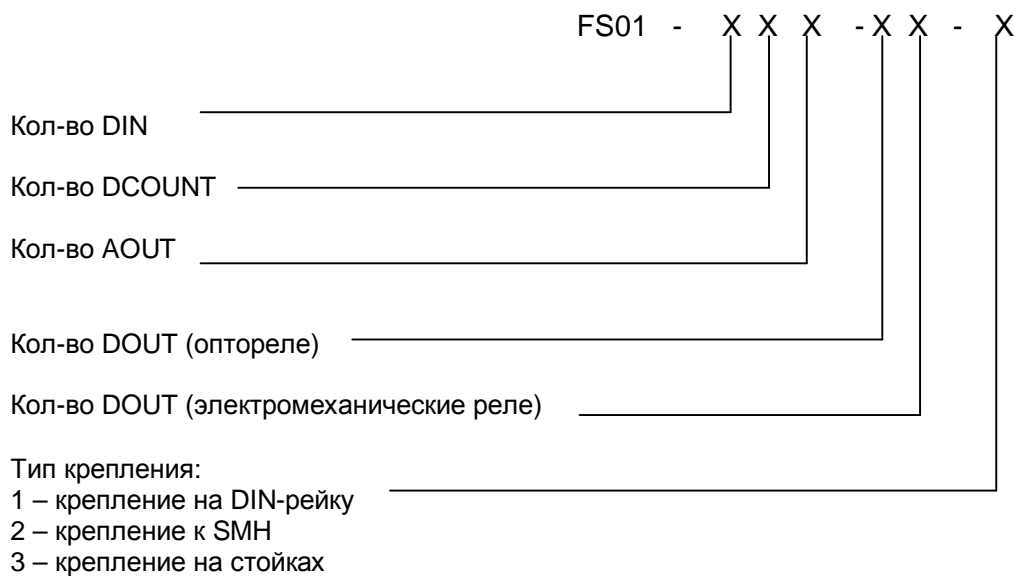 FS01 - X X X - X X - X
Кол-во DIN
Кол-во DCOUNT
Кол-во AOUT
Кол-во DOUT (оптореле)
Кол-во DOUT (электромеханические реле)
Тип крепления:
1 – крепление на DIN-рейку
2 – крепление к SMH
3 – крепление на стойках